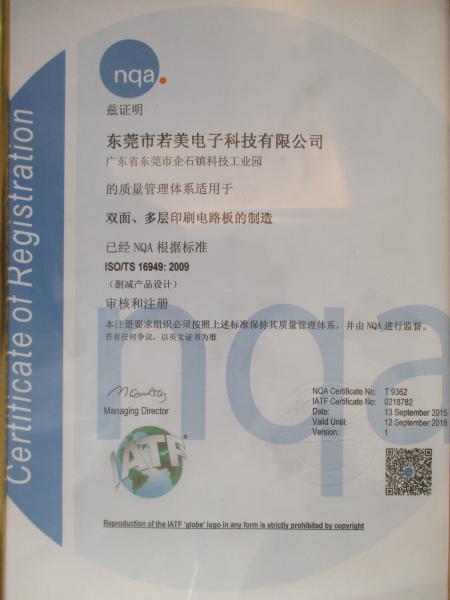 nqa.
Certificate of Registration
兹证明
东莞市若美电子科技有限公司
广东省东莞市企石镇科技工业园
的质量管理体系适用于
双面、多层印刷电路板的制造
已经 NQA 根据标准
ISO/TS 16949: 2009
（删减产品设计）
审核和注册
本注册要求组织必须按照上述标准保持其质量管理体系，并由 NQA 进行监督。
若有任何争议，以英文证书为准
nqa
Managing Director
NQA Certificate No: T 9362
IATF Certificate No: 0218782
Date: 13 September 2015
Valid Until: 12 September 2018
Version: 1
IATF
Reproduction of the IATF 'globe' logo in any form is strictly prohibited by copyright